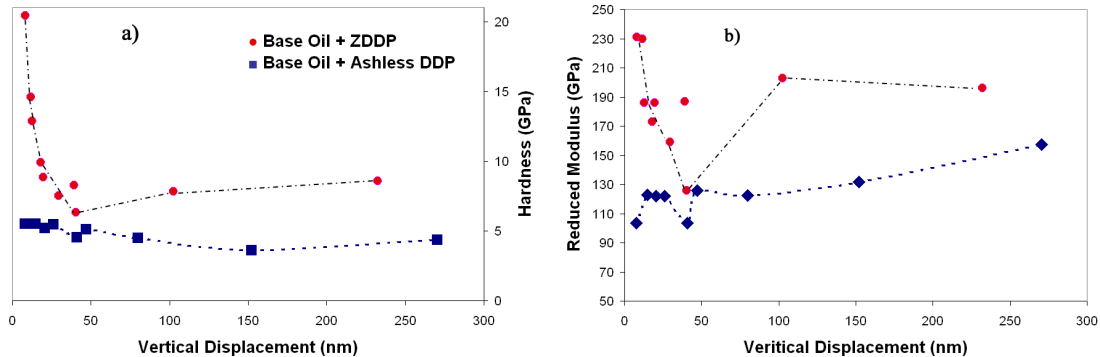 a)
Base Oil + ZDDP
Base Oil + Ashless DDP
20
15
10
5
0
Hardness (GPa)
0 50 100 150 200 250 300
Vertical Displacement (nm)
b)
Reduced Modulus (GPa)
250
230
210
190
170
150
130
110
90
70
50
0 50 100 150 200 250 300
Veritical Displacement (nm)